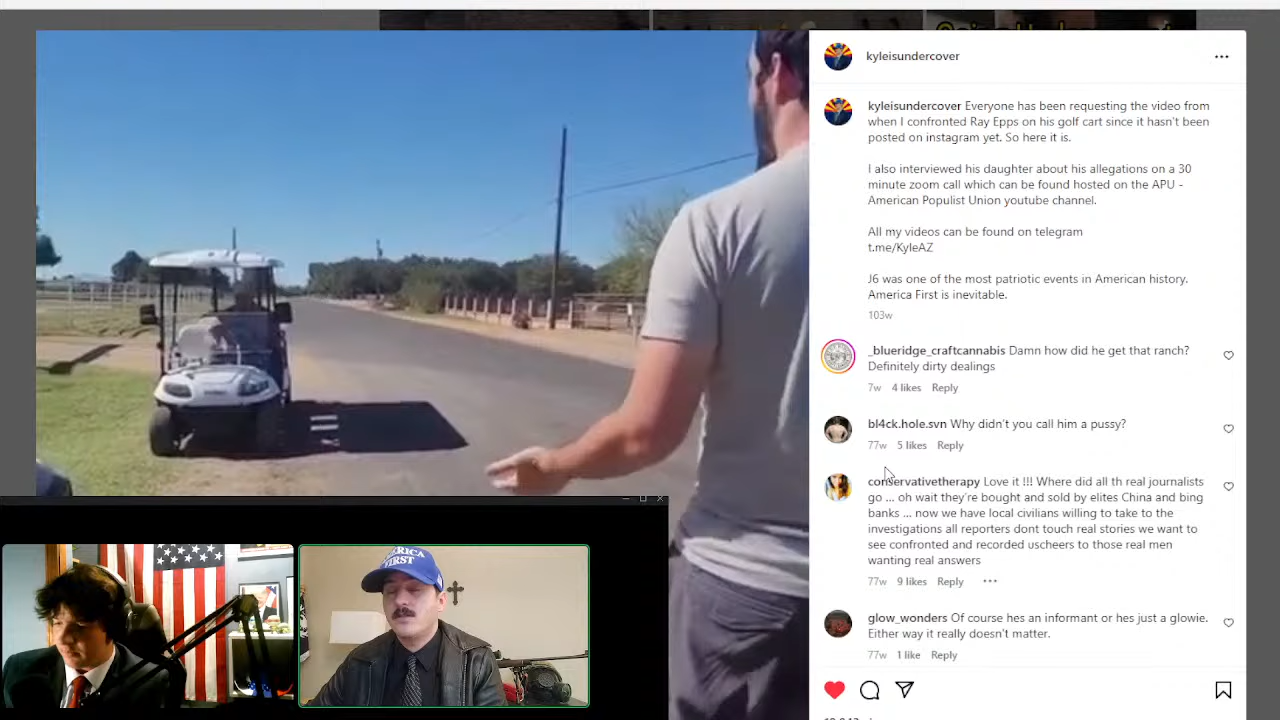 kyleisundercover
kyleisundercover Everyone has been requesting the video from
when I confronted Ray Epps on his golf cart since it hasn't been
posted on instagram yet. So here it is.
I also interviewed his daughter about his allegations on a 30
minute zoom call which can be found hosted on the APU -
American Populist Union youtube channel.
All my videos can be found on telegram
t.me/KyleAZ
J6 was one of the most patriotic events in American history.
America First is inevitable.
103w
_blueridge_craftcannabis Damn how did he get that ranch?
Definitely dirty dealings
7w 4 likes Reply
bl4ck.hole.svn Why didn't you call him a pussy?
77w 5 likes Reply
conservativetherapy Love it !!! Where did all th real journalists
go ... oh wait they're bought and sold by elites China and bing
banks ... now we have local civilians willing to take to the
investigations all reporters dont touch real stories we want to
see confronted and recorded uscheers to those real men
wanting real answers
77w 9 likes Reply
glow_wonders Of course hes an informant or hes just a glowie.
Either way it really doesn't matter.
77w 1 like Reply
AMERICA
FIRST